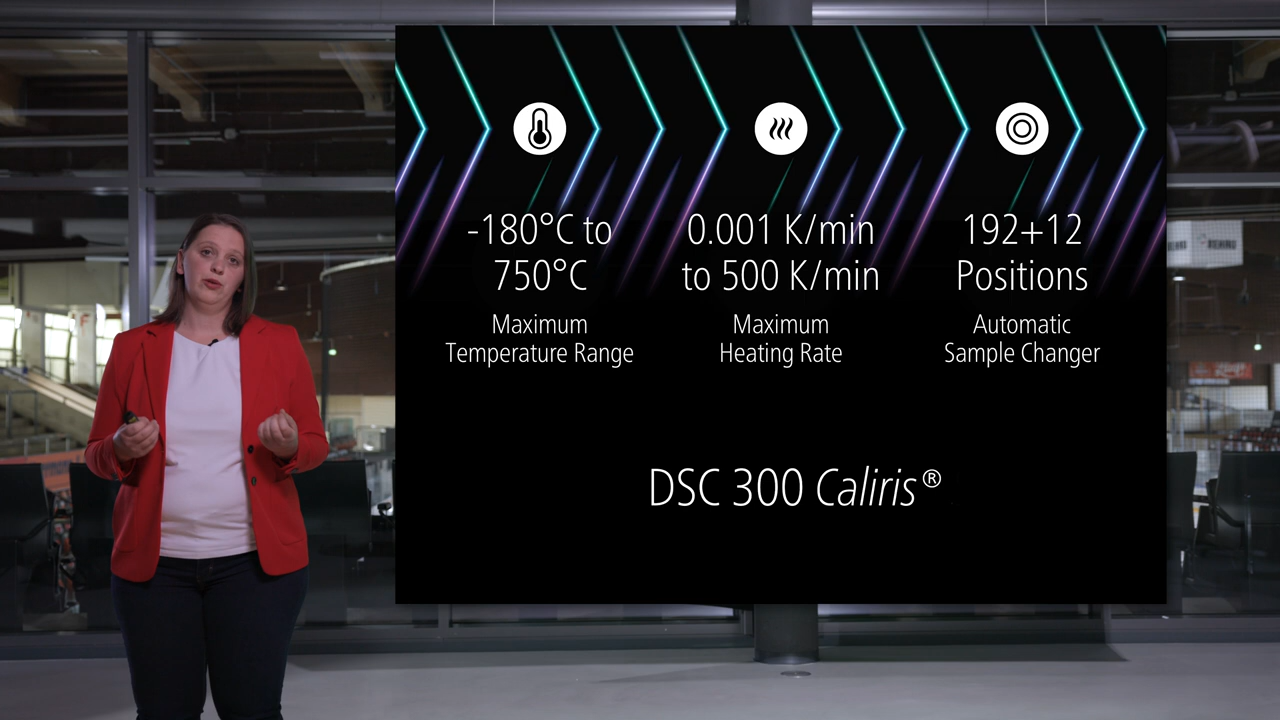 -180°C to
750°C
Maximum
Temperature Range
0.001 K/min
to 500 K/min
Maximum
Heating Rate
192+12
Positions
Automatic
Sample Changer
DSC 300 Caliris®